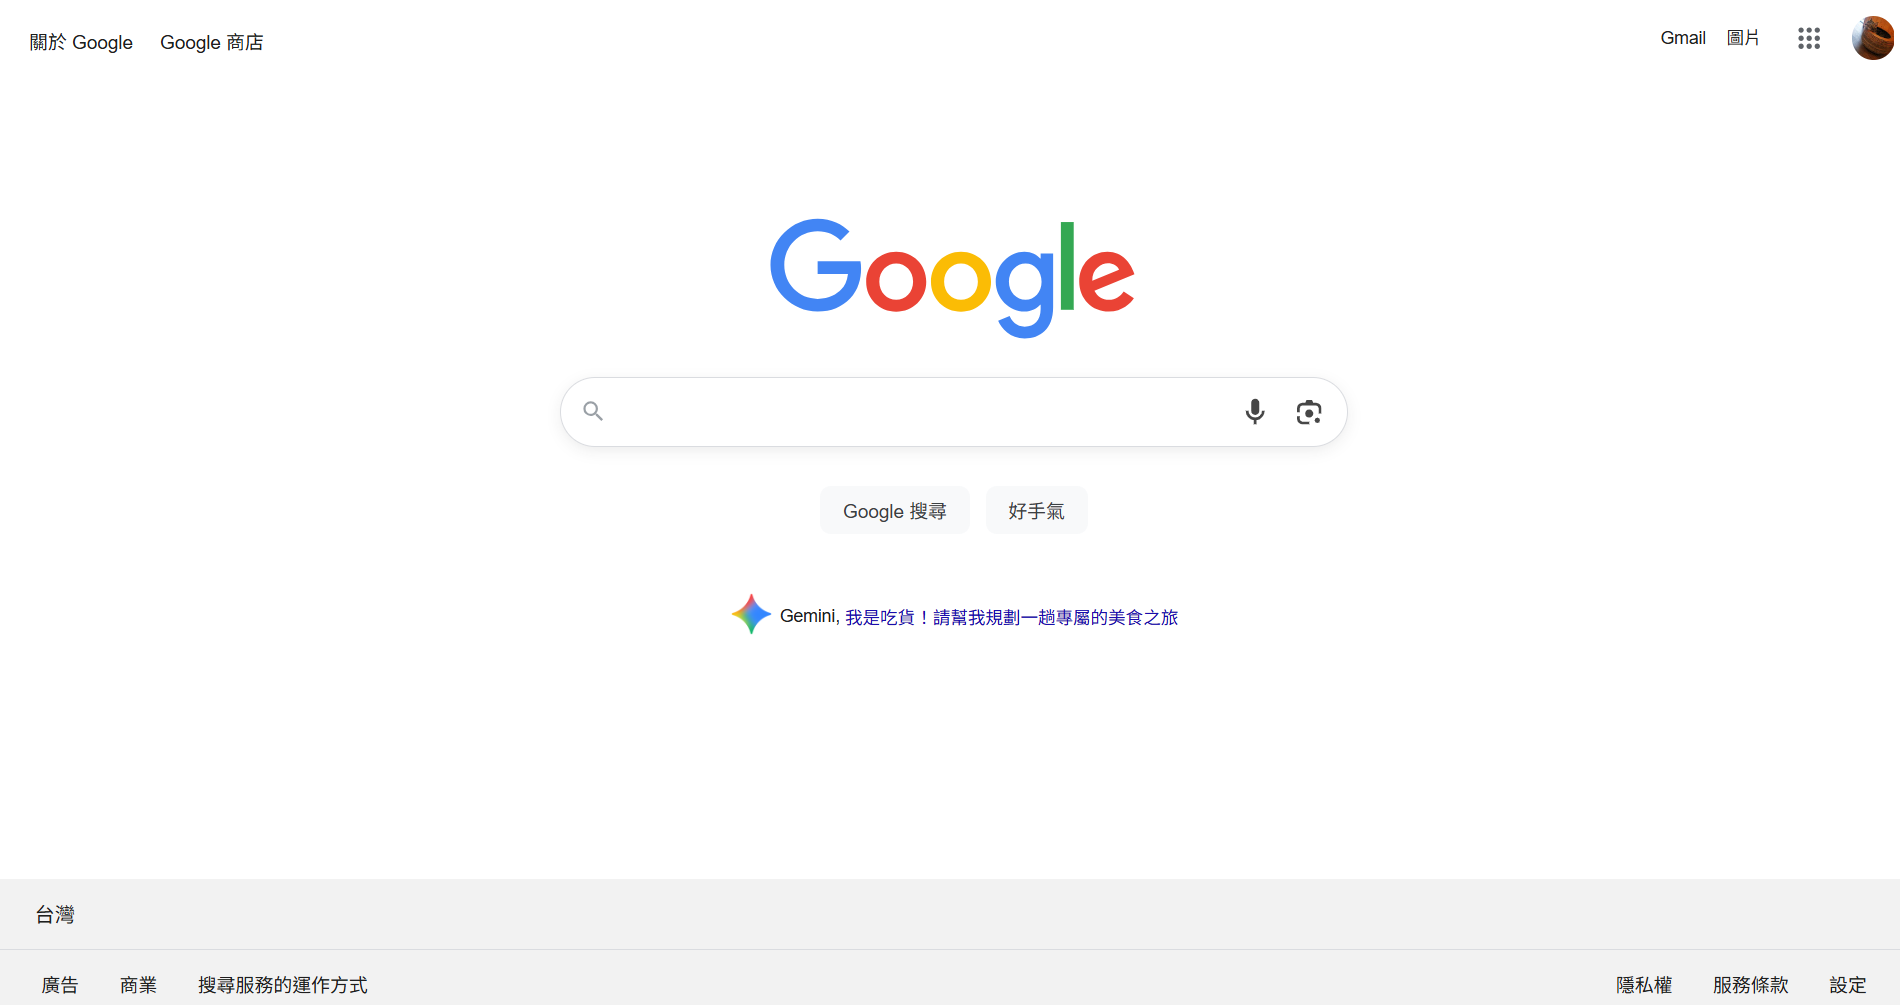 關於 Google Google 商店 Gmail 圖片
Google
Google 搜尋 好手氣
Gemini, 我是吃貨！請幫我規劃一趟專屬的美食之旅
台灣
廣告 商業 搜尋服務的運作方式 隱私權 服務條款 設定